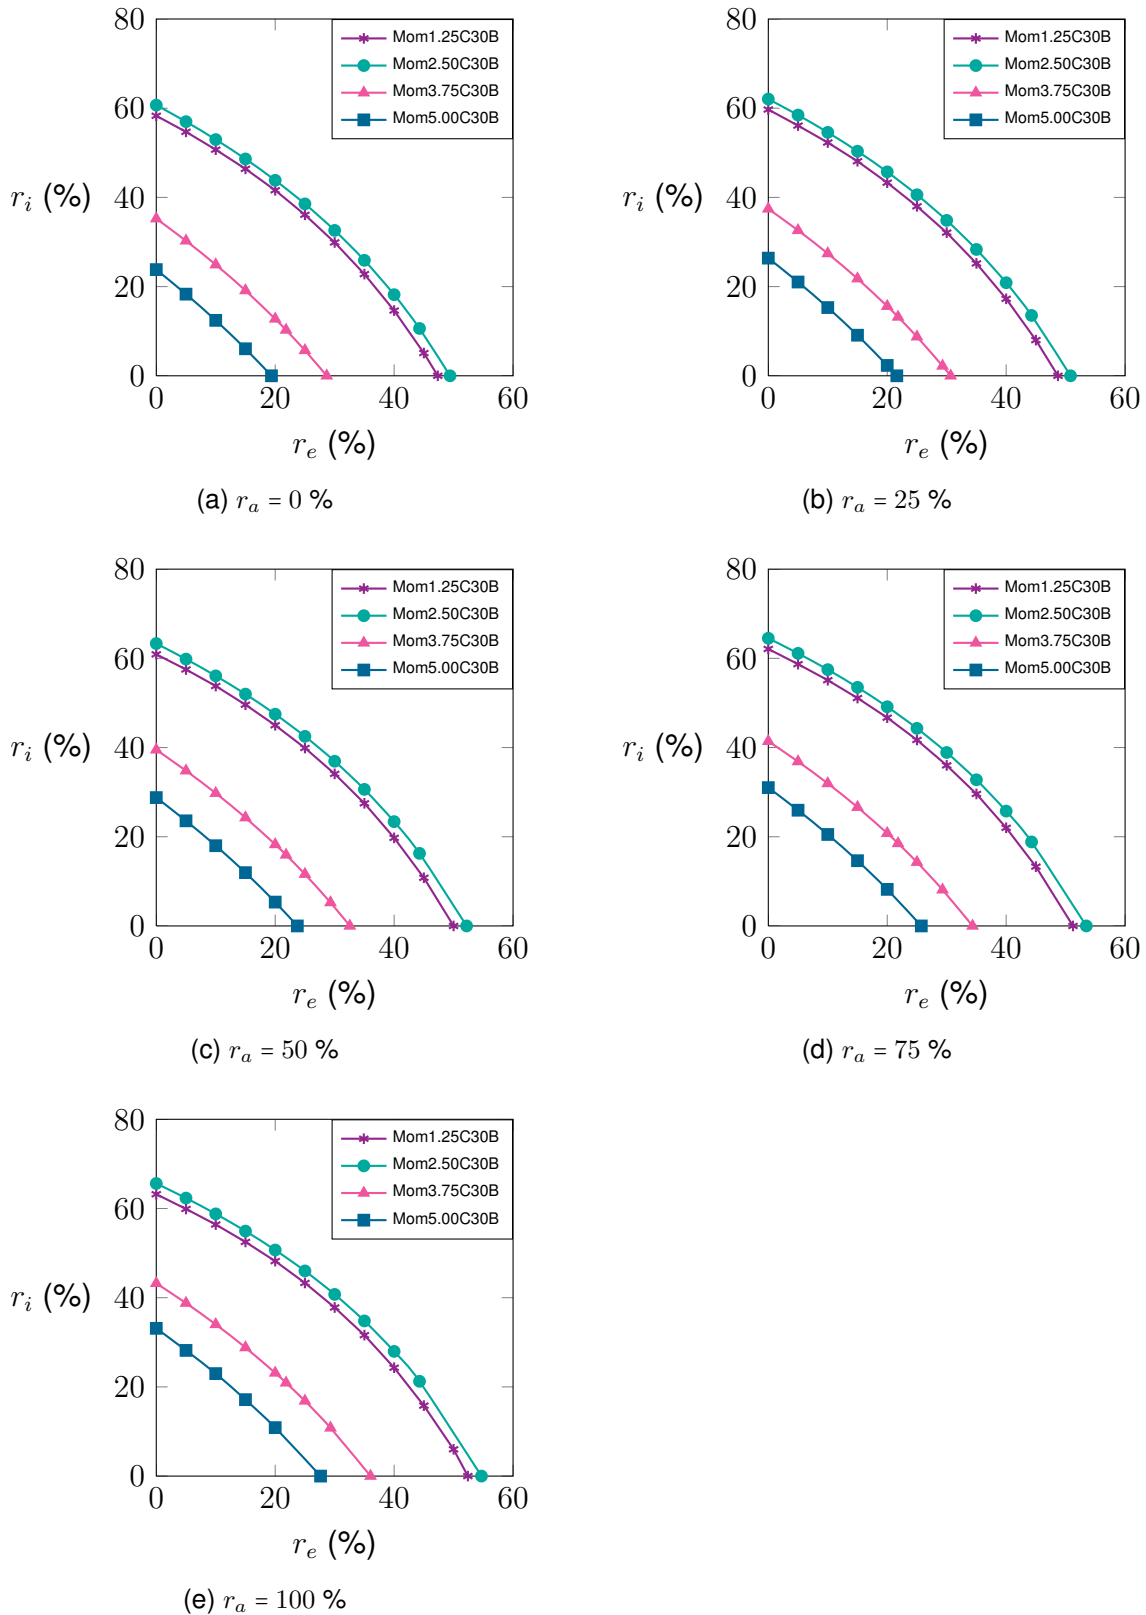 80
60
40
20
0
r_i (%)
0 20 40 60
r_e (%)
Mom1.25C30B
Mom2.50C30B
Mom3.75C30B
Mom5.00C30B
(a) r_a = 0 %
80
60
40
20
0
r_i (%)
0 20 40 60
r_e (%)
Mom1.25C30B
Mom2.50C30B
Mom3.75C30B
Mom5.00C30B
(b) r_a = 25 %
80
60
40
20
0
r_i (%)
0 20 40 60
r_e (%)
Mom1.25C30B
Mom2.50C30B
Mom3.75C30B
Mom5.00C30B
(c) r_a = 50 %
80
60
40
20
0
r_i (%)
0 20 40 60
r_e (%)
Mom1.25C30B
Mom2.50C30B
Mom3.75C30B
Mom5.00C30B
(d) r_a = 75 %
80
60
40
20
0
r_i (%)
0 20 40 60
r_e (%)
Mom1.25C30B
Mom2.50C30B
Mom3.75C30B
Mom5.00C30B
(e) r_a = 100 %